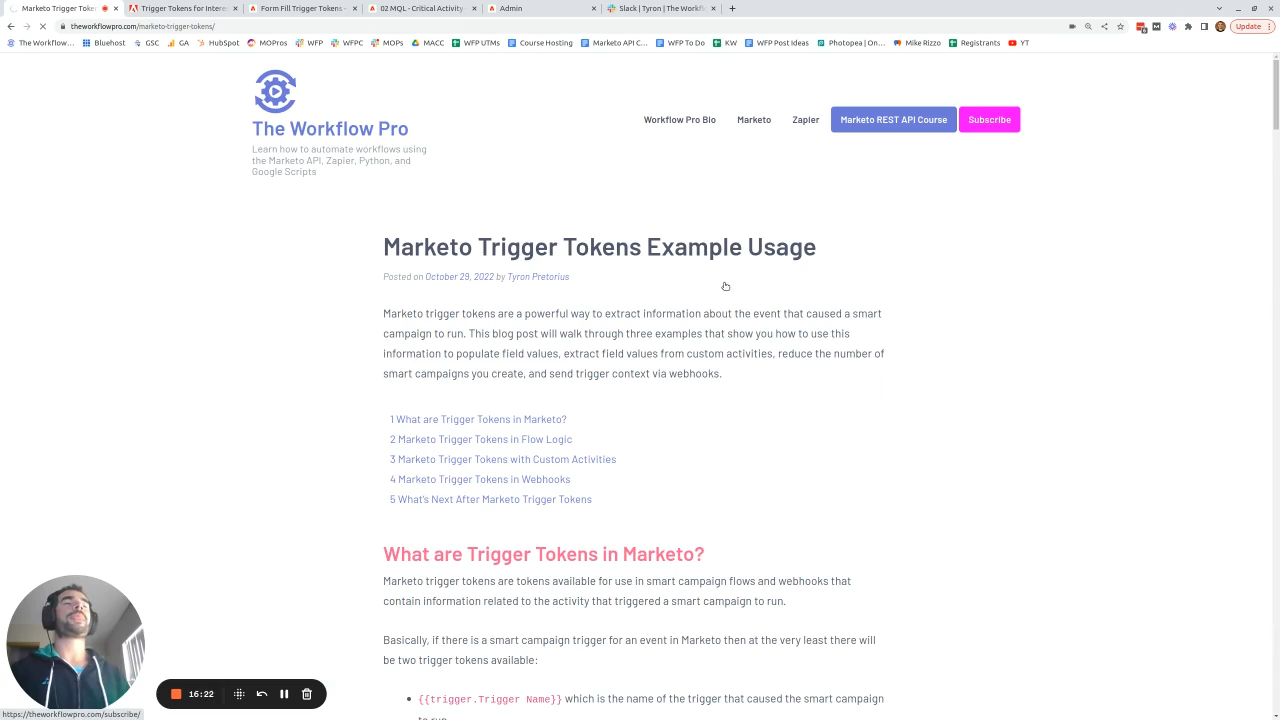 Marketo Trigger Token
Trigger Tokens for Intere
Form Fill Trigger Tokens -
02 MQL - Critical Activity
Admin
Slack | Tyron | The Workfl
theworkflowpro.com/marketo-trigger-tokens/
Update
The Workflow...
Bluehost
GSC
GA
HubSpot
MOPros
WFP
WFPC
MOPs
MACC
WFP UTMs
Course Hosting
Marketo API C...
WFP To Do
KW
WFP Post Ideas
Photopea | On...
Mike Rizzo
Registrants
YT
The Workflow Pro
Learn how to automate workflows using
the Marketo API, Zapier, Python, and
Google Scripts
Workflow Pro Bio
Marketo
Zapier
Marketo REST API Course
Subscribe
Marketo Trigger Tokens Example Usage
Posted on October 29, 2022 by Tyron Pretorius
Marketo trigger tokens are a powerful way to extract information about the event that caused a smart
campaign to run. This blog post will walk through three examples that show you how to use this
information to populate field values, extract field values from custom activities, reduce the number of
smart campaigns you create, and send trigger context via webhooks.
1 What are Trigger Tokens in Marketo?
2 Marketo Trigger Tokens in Flow Logic
3 Marketo Trigger Tokens with Custom Activities
4 Marketo Trigger Tokens in Webhooks
5 What's Next After Marketo Trigger Tokens
What are Trigger Tokens in Marketo?
Marketo trigger tokens are tokens available for use in smart campaign flows and webhooks that
contain information related to the activity that triggered a smart campaign to run.
Basically, if there is a smart campaign trigger for an event in Marketo then at the very least there will
be two trigger tokens available:
• {{trigger.Trigger Name}} which is the name of the trigger that caused the smart campaign
to run
16:22
https://theworkflowpro.com/subscribe/